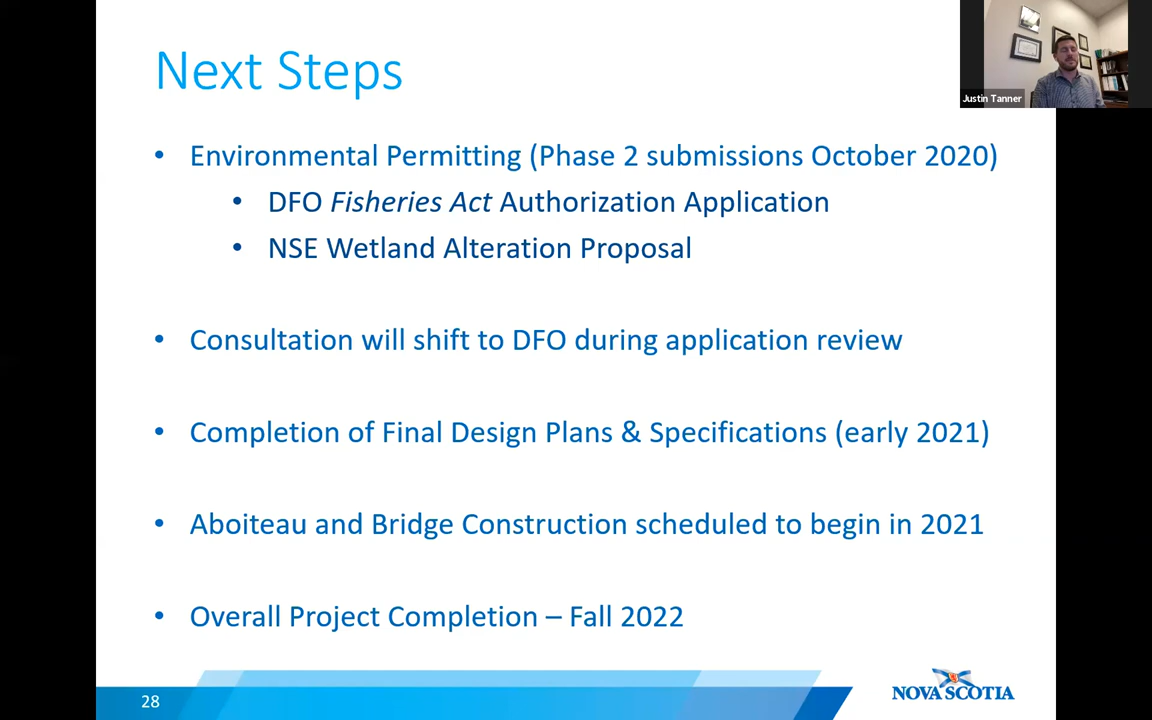 Next Steps
Justin Tanner
• Environmental Permitting (Phase 2 submissions October 2020)
• DFO Fisheries Act Authorization Application
• NSE Wetland Alteration Proposal
• Consultation will shift to DFO during application review
• Completion of Final Design Plans & Specifications (early 2021)
• Aboiteau and Bridge Construction scheduled to begin in 2021
• Overall Project Completion – Fall 2022
28
NOVA SCOTIA